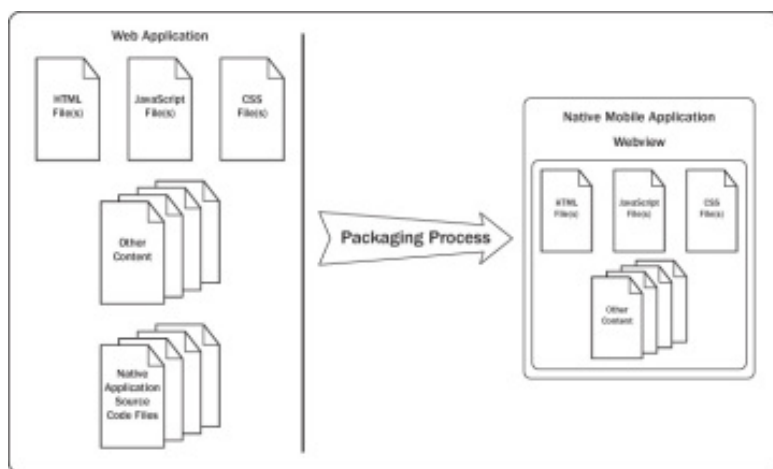 Web Application
HTML
File(s)
JavaScript
File(s)
CSS
File(s)
Other
Content
Native
Application
Source
Code Files
Packaging Process
Native Mobile Application
Webview
HTML
File(s)
JavaScript
File(s)
CSS
File(s)
Other
Content